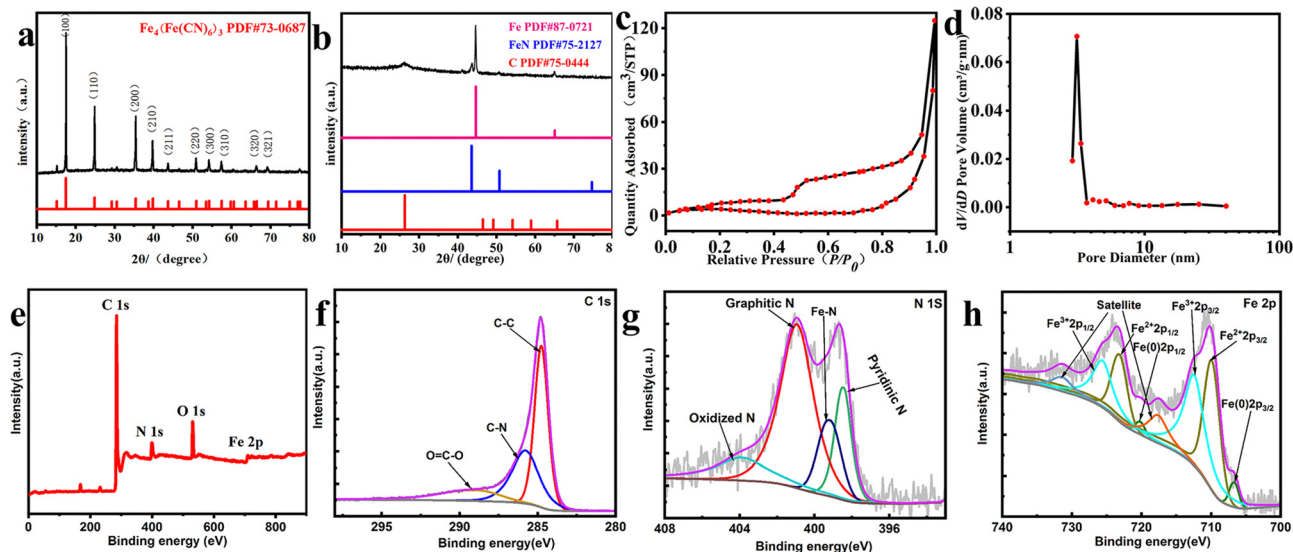 a
Fe4(Fe(CN)6)3 PDF#73-0687
(100)
(110)
(200)
(210)
(211)
(220)
(300)
(310)
(320)
(321)
intensity (a.u.)
10 20 30 40 50 60 70 80
2θ/ (degree)
b
Fe PDF#87-0721
FeN PDF#75-2127
C PDF#75-0444
intensity (a.u.)
10 20 30 40 50 60 70 8
2θ/ (degree)
c
Quantity Adsorbed (cm³/STP)
120
90
60
30
0
0.0 0.2 0.4 0.6 0.8 1.0
Relative Pressure (P/P0)
d
dV/dD Pore Volume (cm³/g·nm)
0.08
0.06
0.04
0.02
0.00
1 10 100
Pore Diameter (nm)
e
C 1s
N 1s
O 1s
Fe 2p
Intensity(a.u.)
0 200 400 600 800
Binding energy (eV)
f
C 1s
C-C
C-N
O=C-O
Intensity(a.u.)
295 290 285 280
Binding energy(eV)
g
N 1S
Graphitic N
Fe-N
Pyridinic N
Oxidized N
Intensity(a.u.)
408 404 400 396
Binding energy(eV)
h
Fe 2p
Satellite
Fe3+2p3/2
Fe3+2p1/2
Fe2+2p1/2
Fe(0)2p1/2
Fe2+2p3/2
Fe(0)2p3/2
Intensity(a.u.)
740 730 720 710 700
Binding energy(eV)